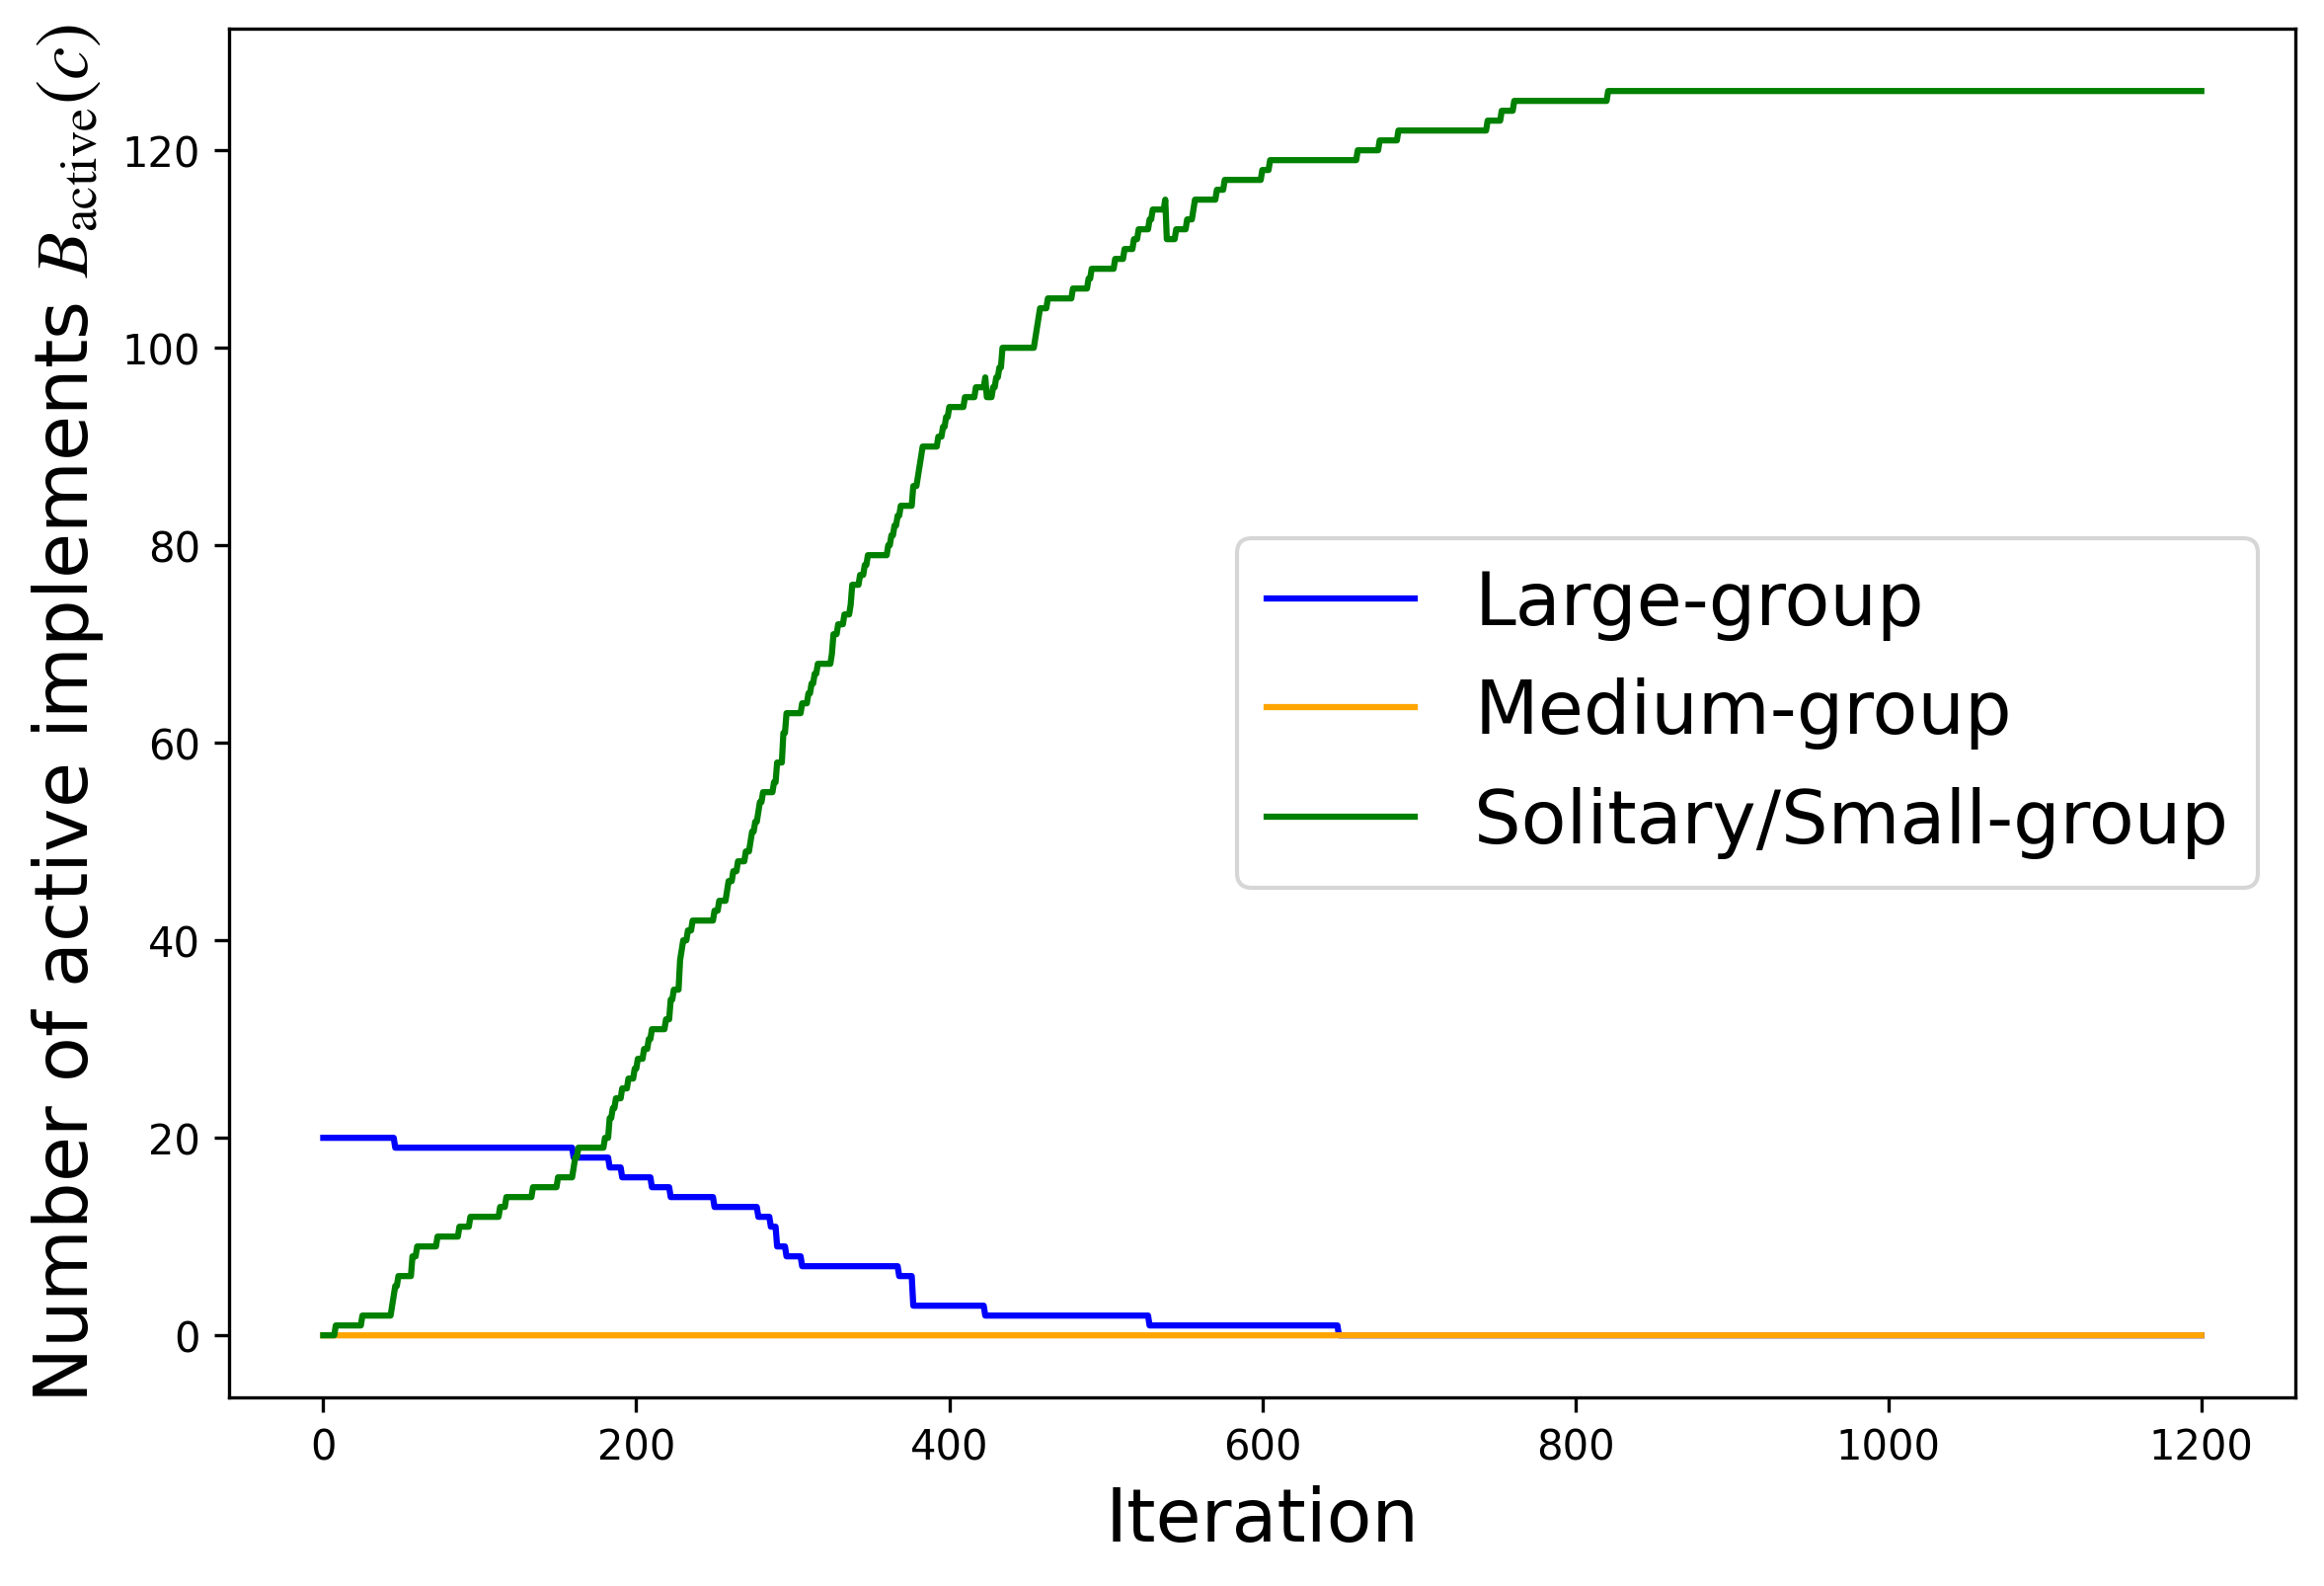 Number of active implements B_active(c)
120
100
80
60
40
20
0
Large-group
Medium-group
Solitary/Small-group
0 200 400 600 800 1000 1200
Iteration